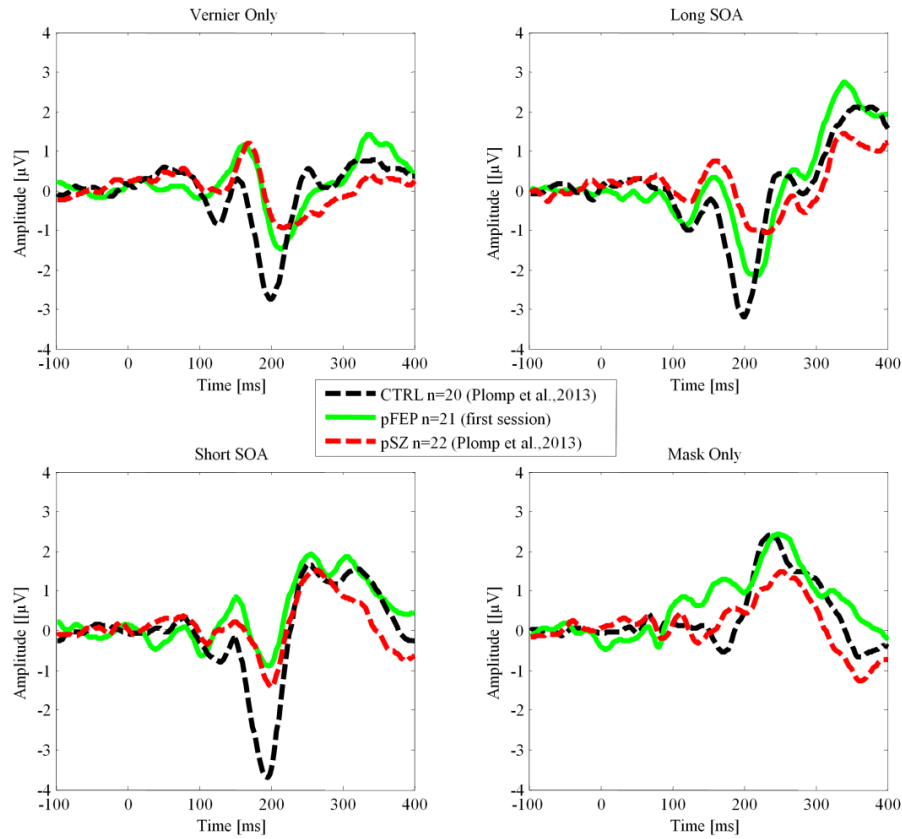 Vernier Only
4
3
2
1
0
-1
-2
-3
-4
Amplitude [[µV]
-100 0 100 200 300 400
Time [ms]
Long SOA
4
3
2
1
0
-1
-2
-3
-4
Amplitude [[µV]
-100 0 100 200 300 400
Time [ms]
CTRL n=20 (Plomp et al.,2013)
pFEP n=21 (first session)
pSZ n=22 (Plomp et al.,2013)
Short SOA
4
3
2
1
0
-1
-2
-3
-4
Amplitude [[µV]
-100 0 100 200 300 400
Time [ms]
Mask Only
4
3
2
1
0
-1
-2
-3
-4
Amplitude [[µV]
-100 0 100 200 300 400
Time [ms]